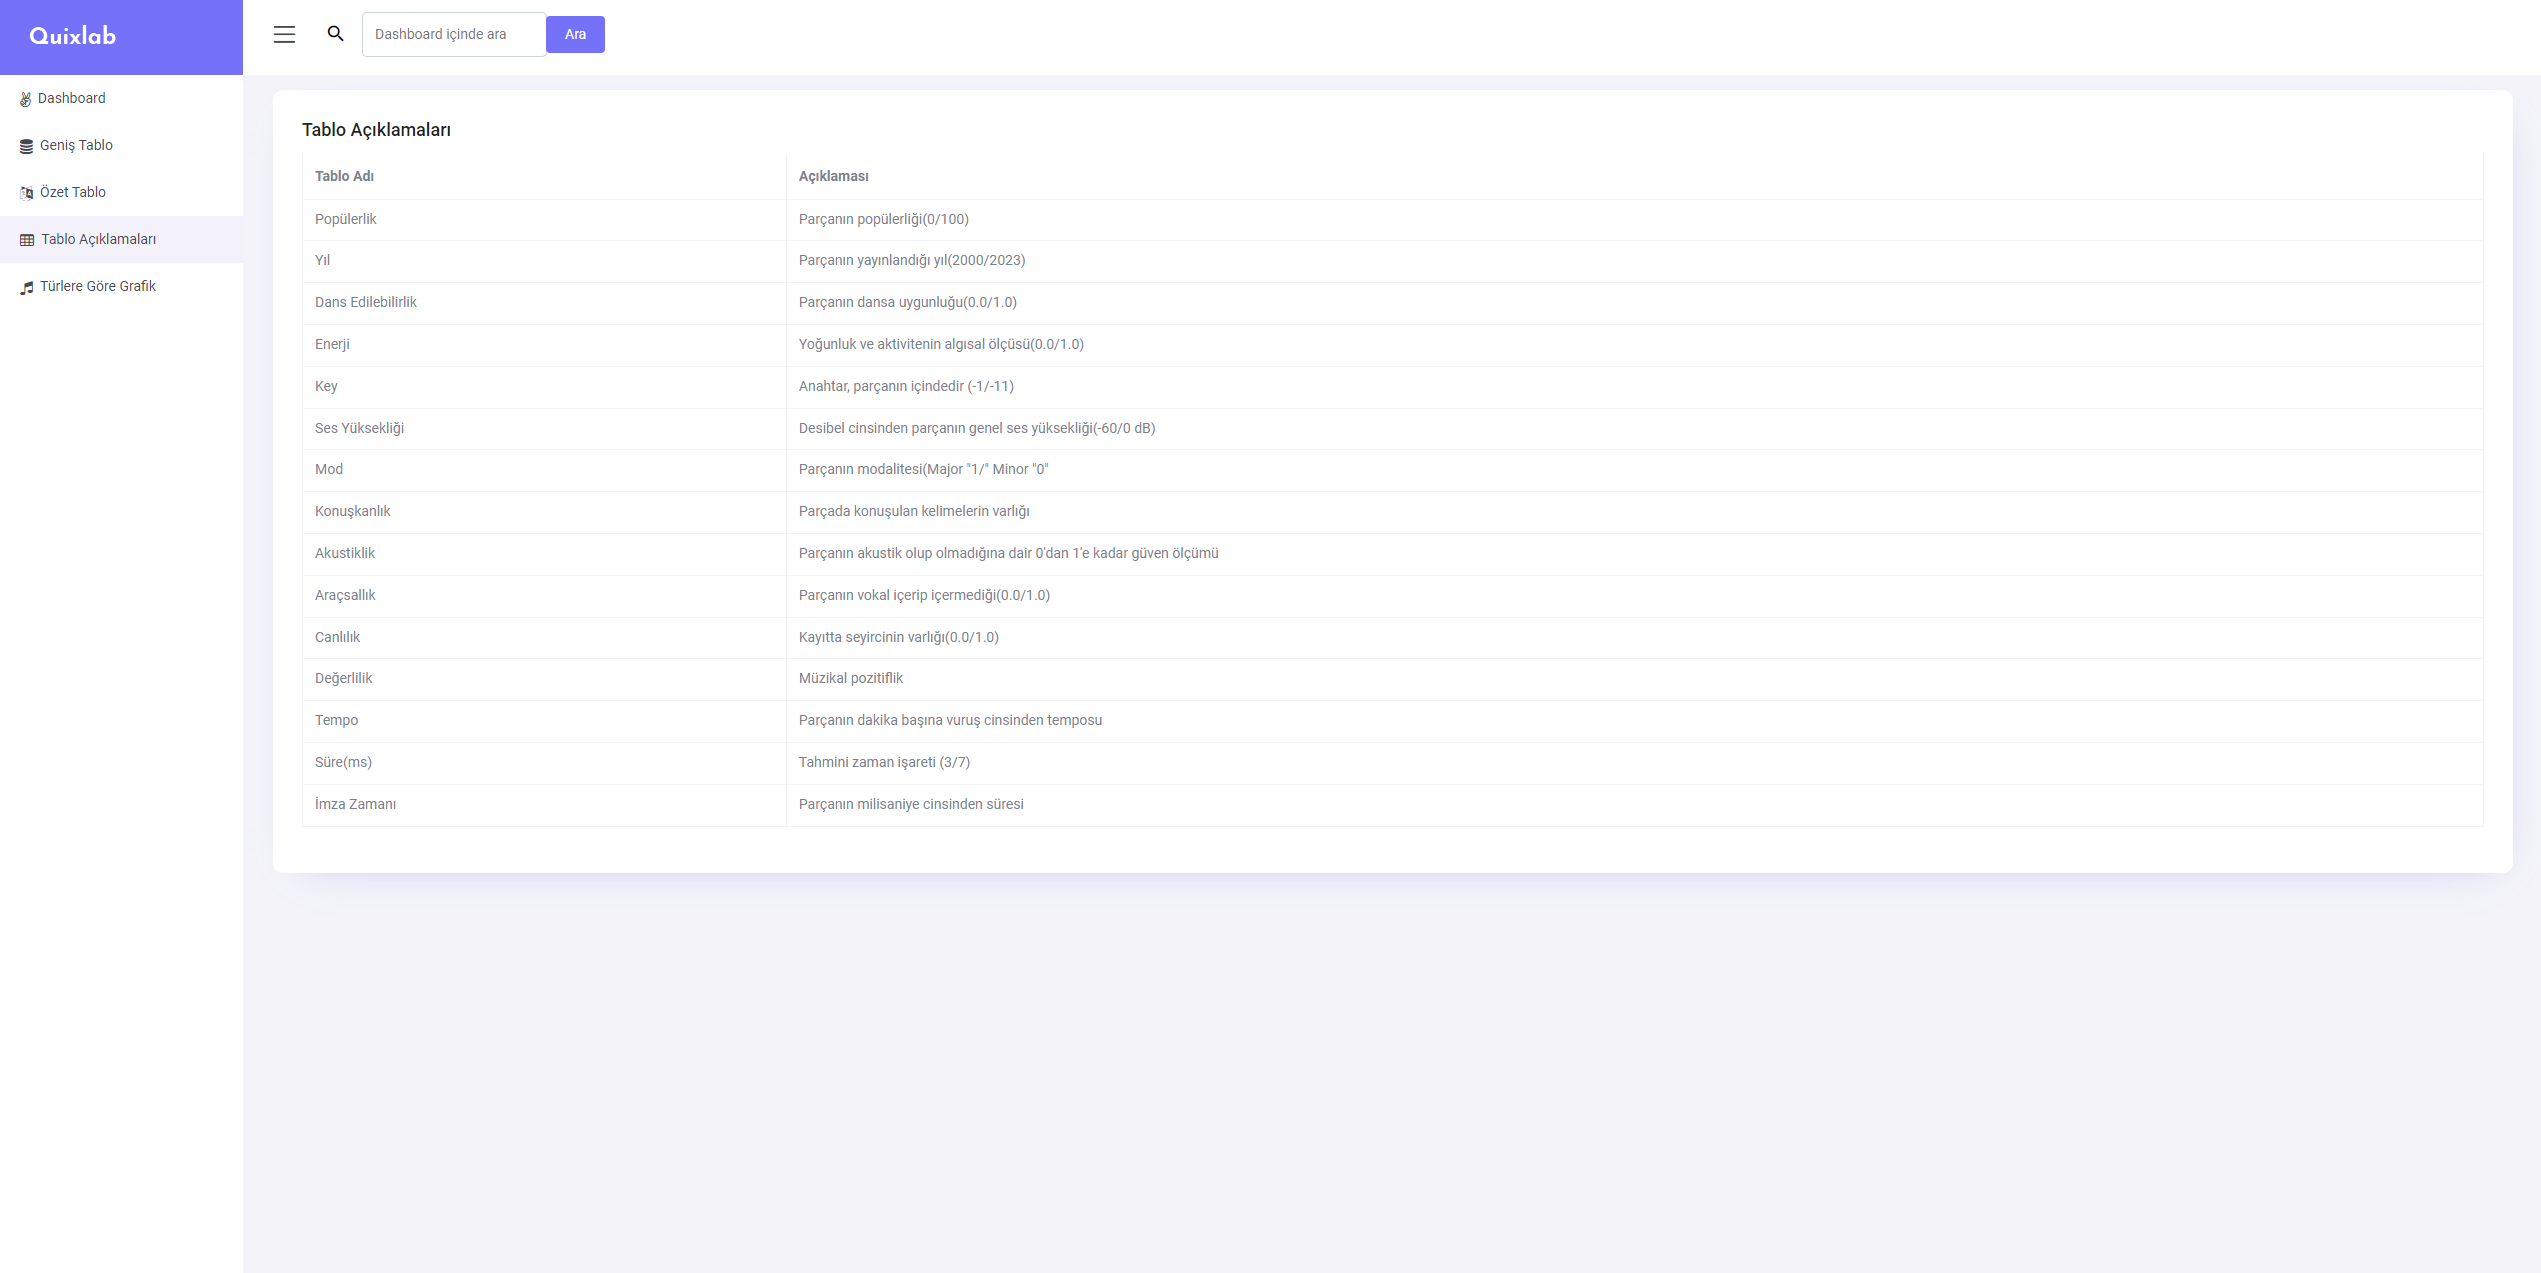 Quixlab
Dashboard içinde ara
Ara
Dashboard
Geniş Tablo
Özet Tablo
Tablo Açıklamaları
Türlere Göre Grafik
Tablo Açıklamaları
Tablo Adı Açıklaması
Popülerlik Parçanın popülerliği(0/100)
Yıl Parçanın yayınlandığı yıl(2000/2023)
Dans Edilebilirlik Parçanın dansa uygunluğu(0.0/1.0)
Enerji Yoğunluk ve aktivitenin algısal ölçüsü(0.0/1.0)
Key Anahtar, parçanın içindedir (-1/-11)
Ses Yüksekliği Desibel cinsinden parçanın genel ses yüksekliği(-60/0 dB)
Mod Parçanın modalitesi(Major "1/" Minor "0"
Konuşkanlık Parçada konuşulan kelimelerin varlığı
Akustiklik Parçanın akustik olup olmadığına dair 0'dan 1'e kadar güven ölçümü
Araçsallık Parçanın vokal içerip içermediği(0.0/1.0)
Canlılık Kayıtta seyircinin varlığı(0.0/1.0)
Değerlilik Müzikal pozitiflik
Tempo Parçanın dakika başına vuruş cinsinden temposu
Süre(ms) Tahmini zaman işareti (3/7)
İmza Zamanı Parçanın milisaniye cinsinden süresi